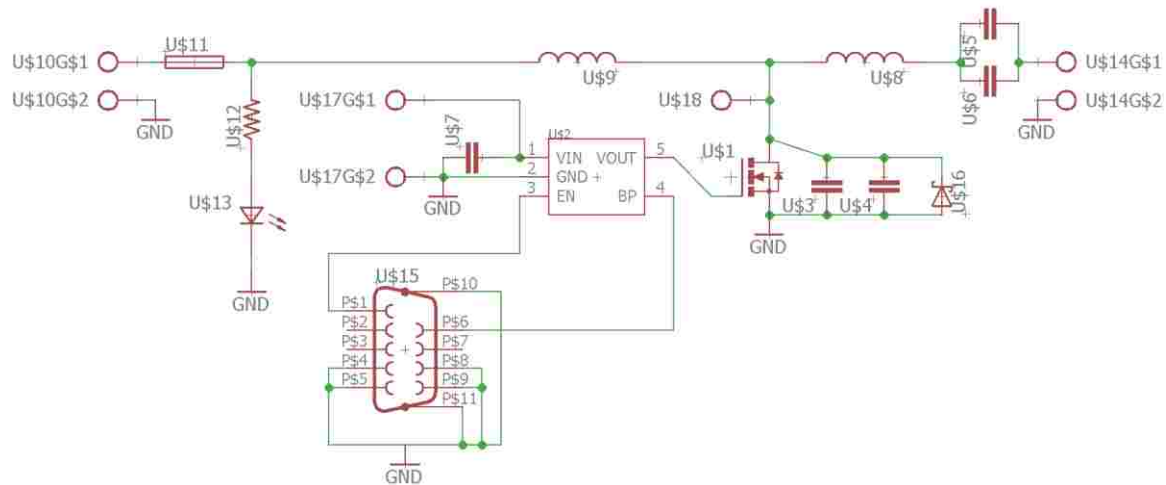 U$11
U$10G$1
U$9
U$8
U$5
U$14G$1
U$10G$2
GND
U$12
U$17G$1
U$7
U$2
U$18
U$6
U$14G$2
GND
1 VIN VOUT 5
2 GND
3 EN BP 4
U$1
U$17G$2
GND
U$3
U$4
U$16
U$13
GND
GND
U$15
P$10
P$1
P$2
P$3
P$4
P$5
P$6
P$7
P$8
P$9
P$11
GND